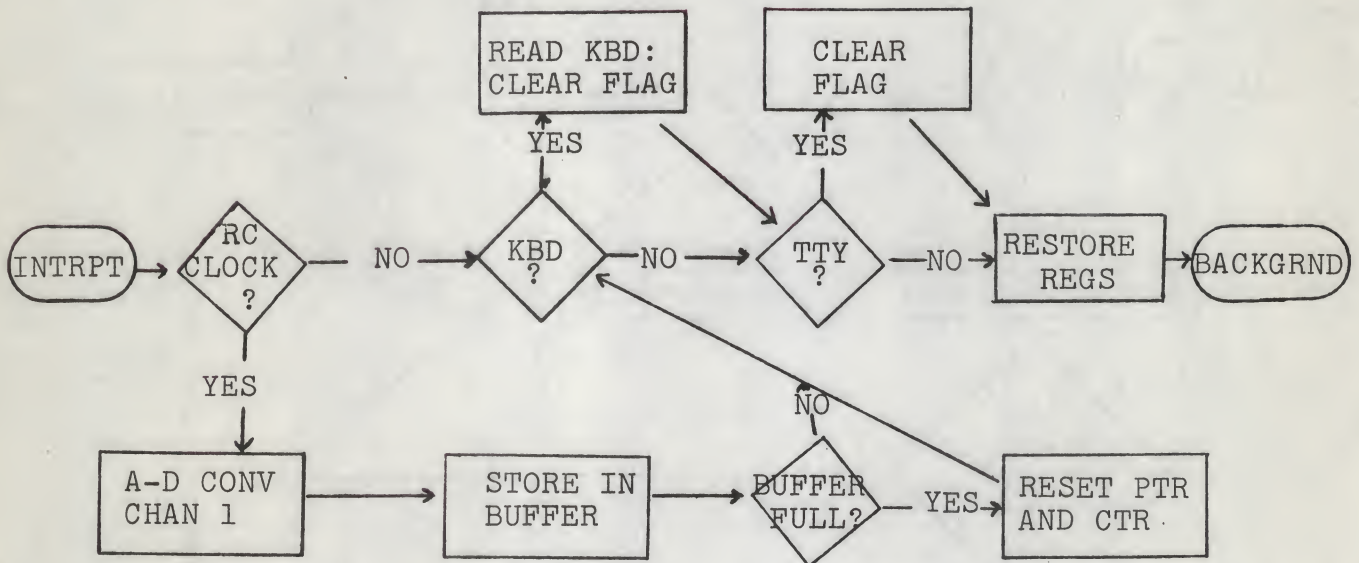 READ KBD:
CLEAR FLAG
CLEAR
FLAG
YES
YES
INTRPT
RC
CLOCK
?
NO
KBD
?
NO
TTY
?
NO
RESTORE
REGS
BACKGRND
YES
NO
A-D CONV
CHAN 1
STORE IN
BUFFER
BUFFER
FULL?
YES
RESET PTR
AND CTR